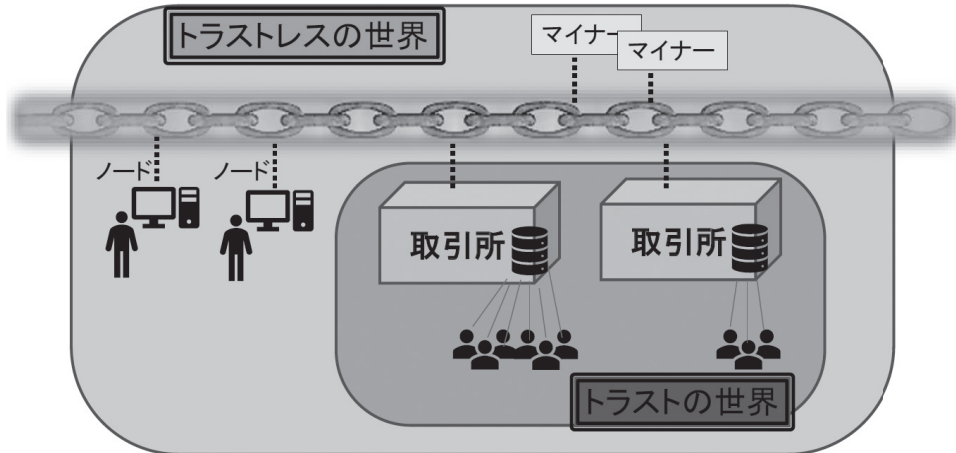 トラストレスの世界
マイナー
マイナー
ノード
ノード
取引所
取引所
トラストの世界